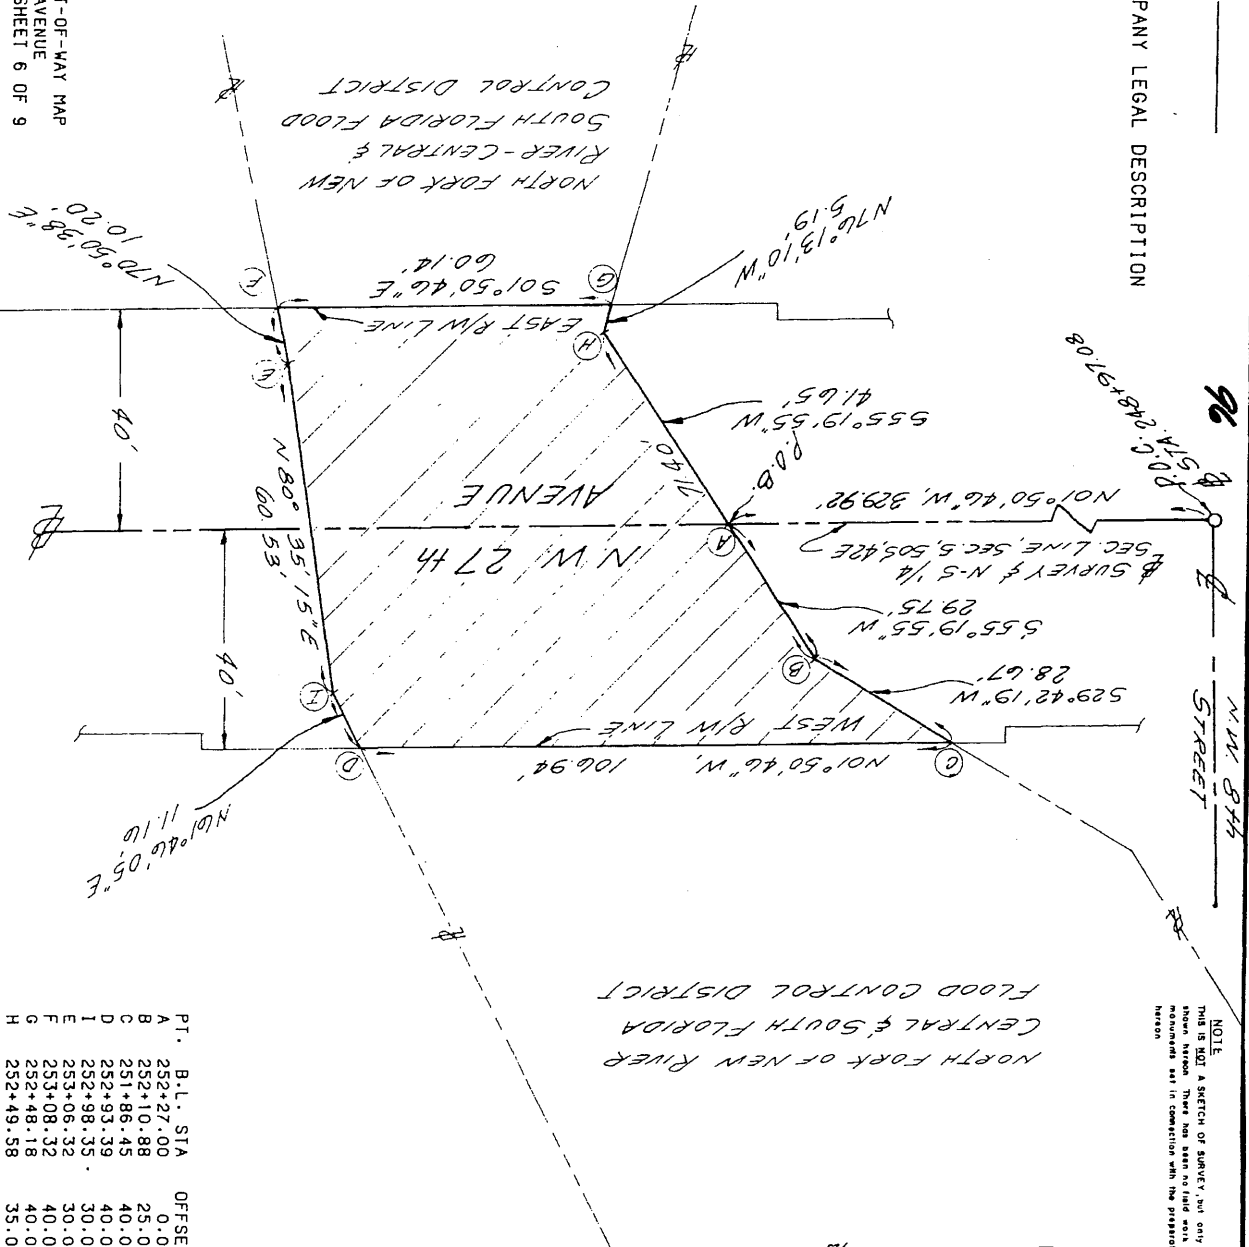 T-OF-WAY MAP
AVENUE
SHEET 6 OF 9
PANY LEGAL DESCRIPTION
96
NOTE
THIS IS NOT A SKETCH OF SURVEY, but only
shown hereon. There has been no field work
monuments set in connection with the prepara
hereon
N.W. 8th
STREET
P.O.C.
STA. 248+97.08
NORTH FORK OF NEW
RIVER-CENTRAL &
SOUTH FLORIDA FLOOD
CONTROL DISTRICT
N76°13'10"W
5.19'
N70°50'38"E
10.20'
S01°50'46"E
60.14'
EAST R/W LINE
F
G
H
E
S55°19'55"W
41.65'
71.40'
P.O.B.
N01°50'46"W, 329.92'
SURVEY & N-S 1/4
SEC. LINE, SEC. 5, 50S, 42E
N.W. 27th
AVENUE
A
40'
40'
N80°35'15"E
60.53'
S55°19'55"W
29.75'
B
S29°42'19"W
28.67'
WEST R/W LINE
N01°50'46"W, 106.94'
C
D
I
N61°46'05"E
11.16'
NORTH FORK OF NEW RIVER
CENTRAL & SOUTH FLORIDA
FLOOD CONTROL DISTRICT
PT. B.L. STA OFFSE
A 252+27.00 0.0
B 252+10.88 25.0
C 251+86.45 40.0
D 252+93.39 40.0
I 252+98.35 30.0
E 253+06.32 30.0
F 253+08.32 40.0
G 252+48.18 40.0
H 252+49.58 35.0